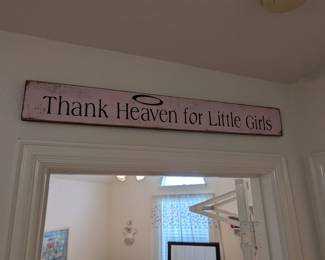 Thank Heaven for Little Girls